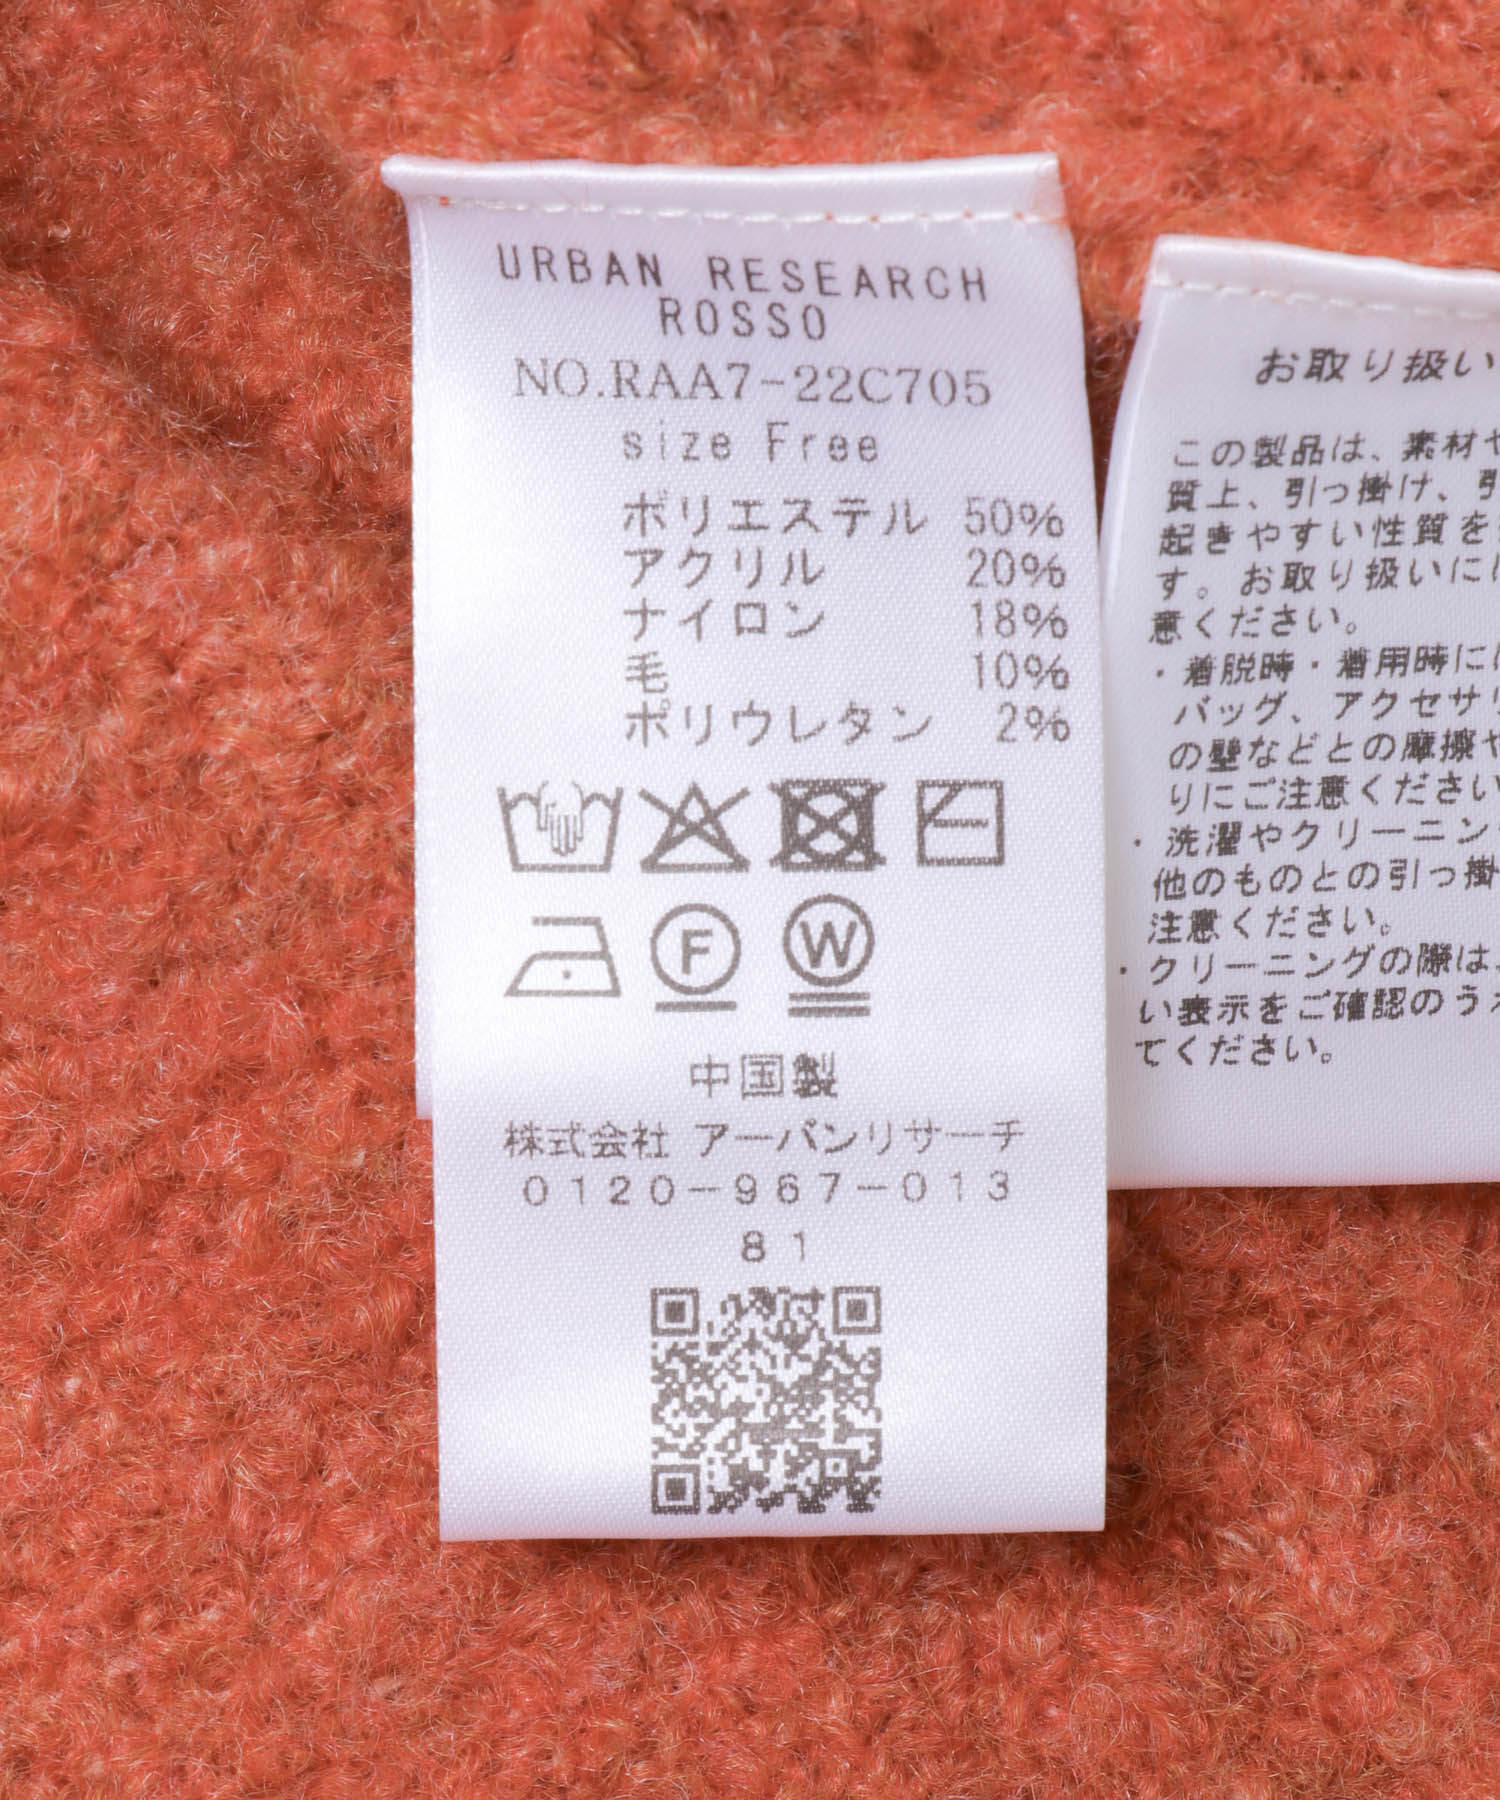 URBAN RESEARCH
ROSSO
NO.RAA7-22C705
size Free
ポリエステル 50%
アクリル 20%
ナイロン 18%
毛 10%
ポリウレタン 2%
F
W
中国製
株式会社 アーバンリサーチ
0120-967-013
81
お取り扱い
この製品は、素材や
質上、引っ掛け、引
起きやすい性質を
す。お取り扱いに
意ください。
・着脱時・着用時に
バッグ、アクセサリ
の壁などとの摩擦や
りにご注意ください
・洗濯やクリーニン
他のものとの引っ掛
注意ください。
・クリーニングの際は、
い表示をご確認のうえ
てください。